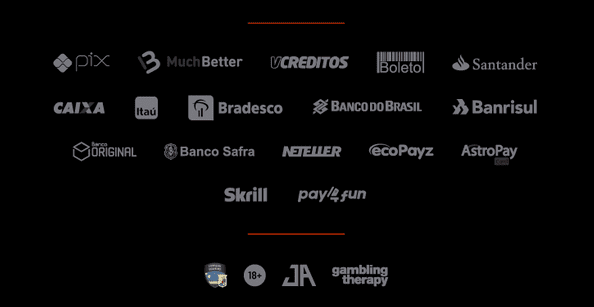 pix MuchBetter VCREDITOS Boleto Santander
CAIXA Itaú Bradesco BANCO DO BRASIL Banrisul
Banco ORIGINAL Banco Safra NETELLER ecoPayz AstroPay
Skrill pay4fun
18+ JA gambling therapy